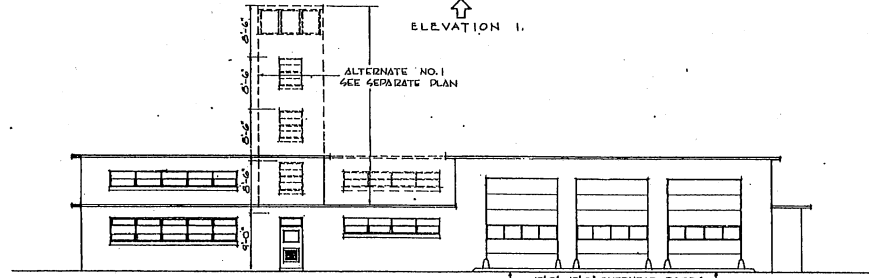 ELEVATION 1.
8'-6"
ALTERNATE NO. 1
SEE SEPARATE PLAN
8'-6"
8'-6"
8'-6"
9'-0"